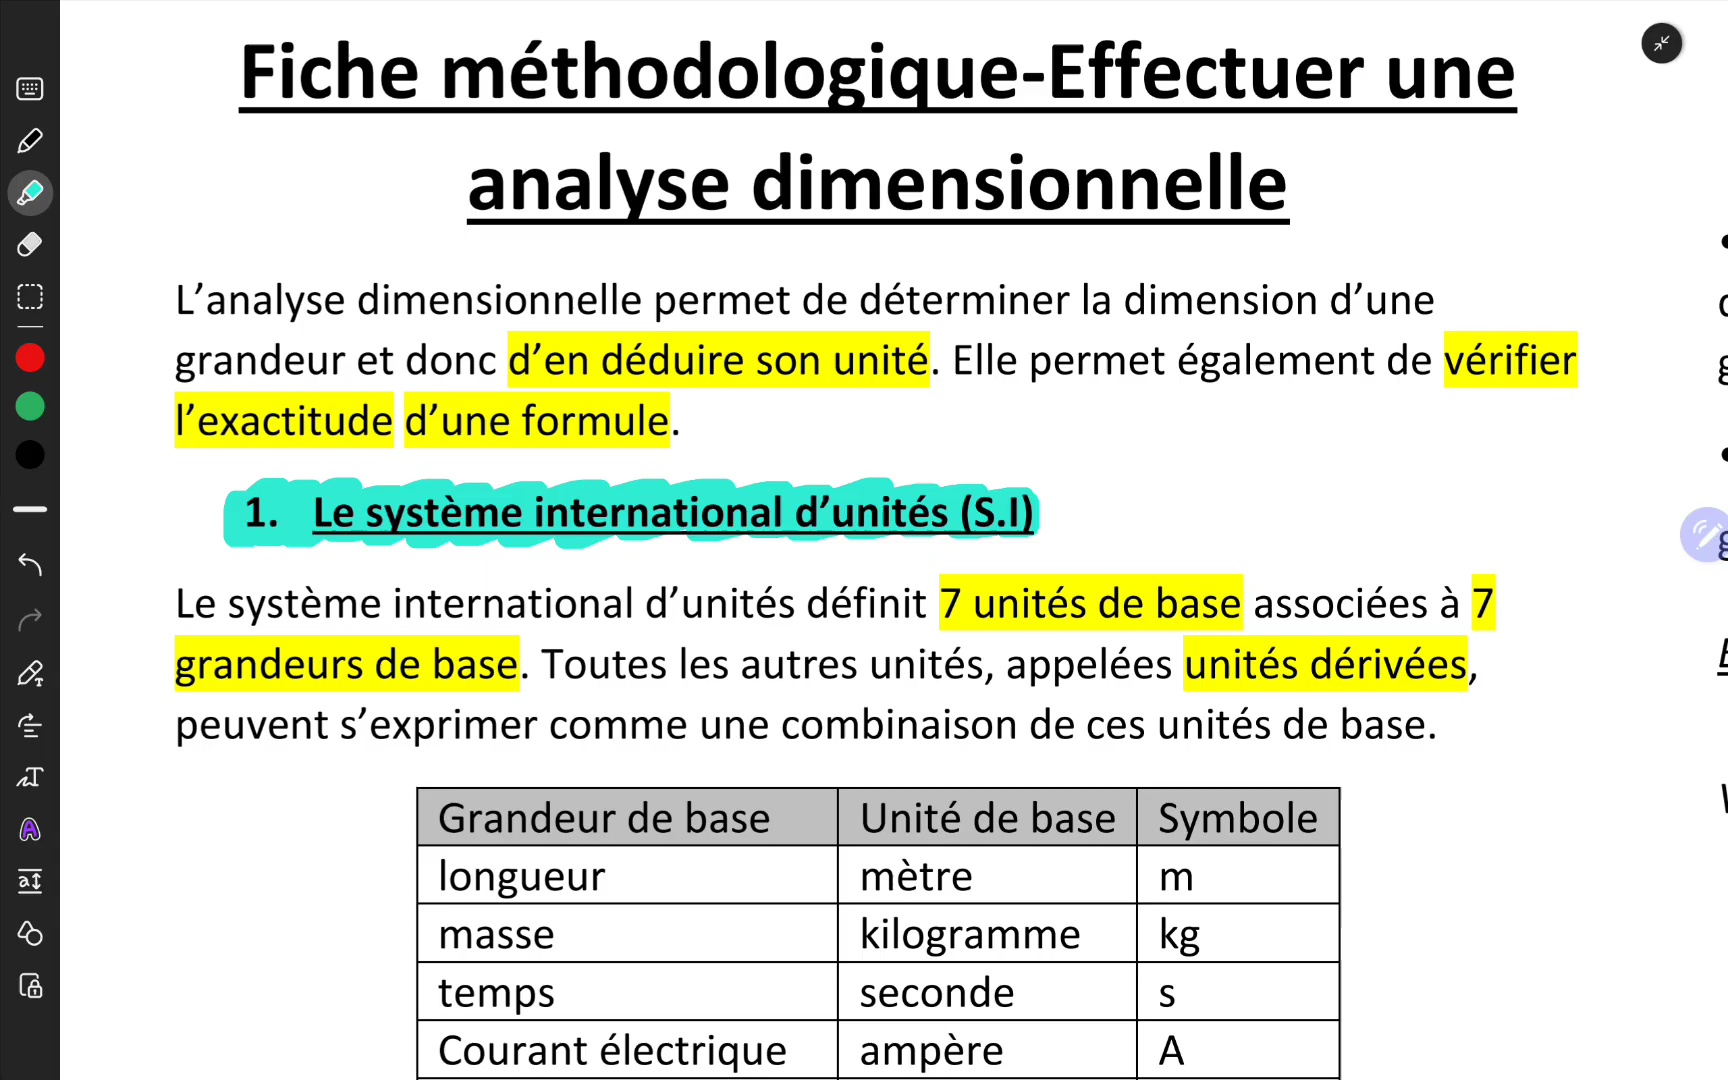 Fiche méthodologique-Effectuer une
analyse dimensionnelle
L’analyse dimensionnelle permet de déterminer la dimension d’une
grandeur et donc d’en déduire son unité. Elle permet également de vérifier
l’exactitude d’une formule.
1. Le système international d’unités (S.I)
Le système international d’unités définit 7 unités de base associées à 7
grandeurs de base. Toutes les autres unités, appelées unités dérivées,
peuvent s’exprimer comme une combinaison de ces unités de base.
Grandeur de base Unité de base Symbole
longueur mètre m
masse kilogramme kg
temps seconde s
Courant électrique ampère A